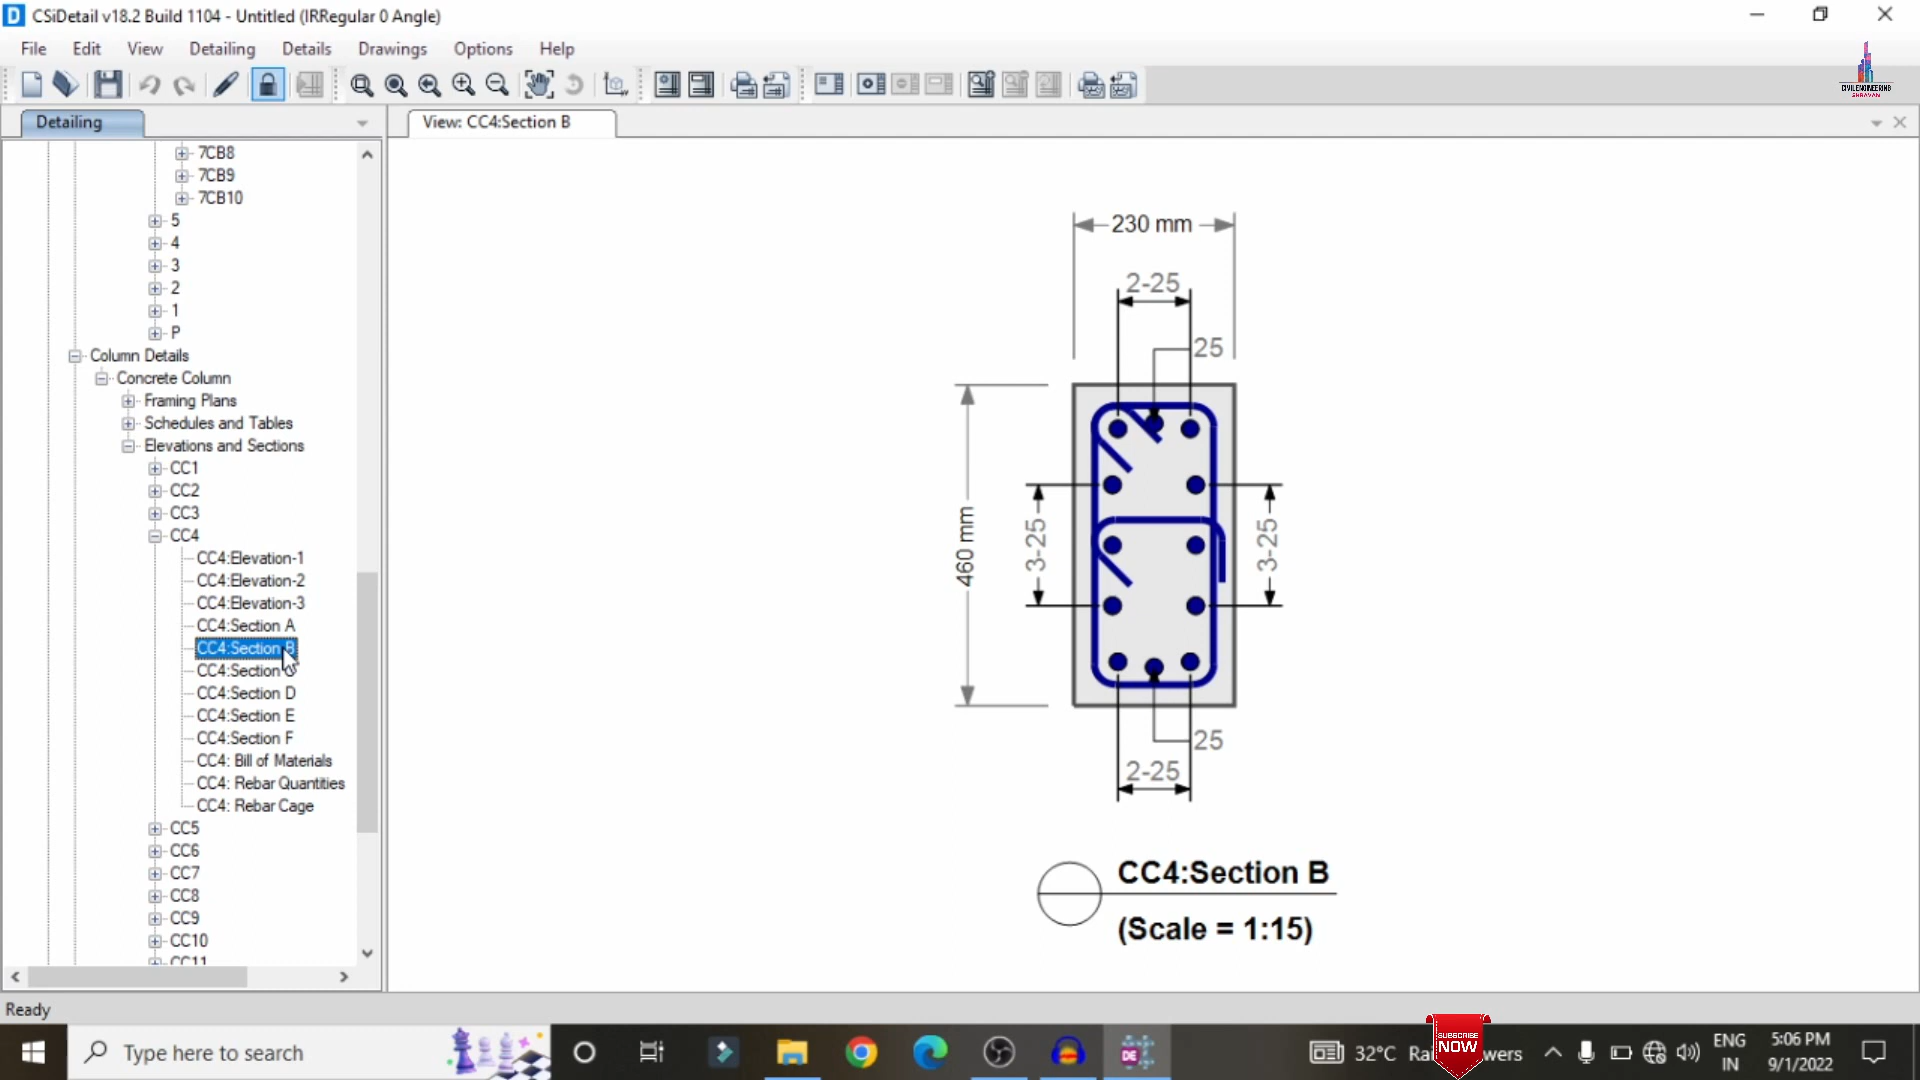 CSiDetail v18.2 Build 1104 - Untitled (IRRegular 0 Angle)
File Edit View Detailing Details Drawings Options Help
CIVILENGINEERING
SHRAVAN
Detailing
View: CC4:Section B
7CB8
7CB9
7CB10
5
4
3
2
1
P
Column Details
Concrete Column
Framing Plans
Schedules and Tables
Elevations and Sections
CC1
CC2
CC3
CC4
CC4:Elevation-1
CC4:Elevation-2
CC4:Elevation-3
CC4:Section A
CC4:Section B
CC4:Section C
CC4:Section D
CC4:Section E
CC4:Section F
CC4: Bill of Materials
CC4: Rebar Quantities
CC4: Rebar Cage
CC5
CC6
CC7
CC8
CC9
CC10
CC11
230 mm
2-25
25
460 mm
3-25
3-25
25
2-25
CC4:Section B
(Scale = 1:15)
Ready
Type here to search
DE
32°C
SUBSCRIBE
NOW
ENG
IN
5:06 PM
9/1/2022